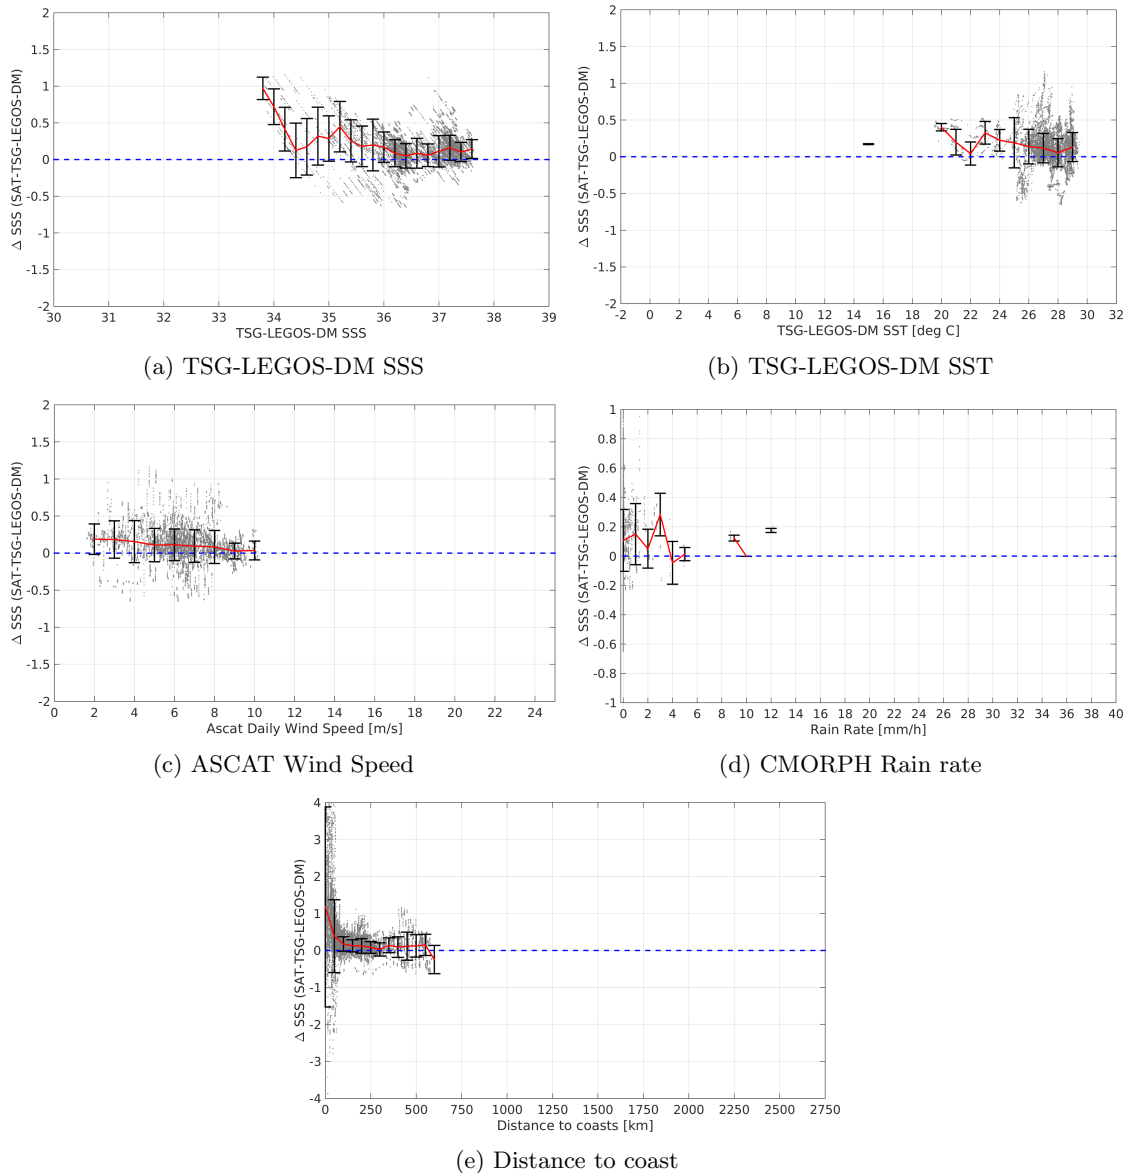 2
1.5
1
0.5
0
-0.5
-1
-1.5
-2
Δ SSS (SAT-TSG-LEGOS-DM)
30 31 32 33 34 35 36 37 38 39
TSG-LEGOS-DM SSS
(a) TSG-LEGOS-DM SSS
2
1.5
1
0.5
0
-0.5
-1
-1.5
-2
Δ SSS (SAT-TSG-LEGOS-DM)
-2 0 2 4 6 8 10 12 14 16 18 20 22 24 26 28 30 32
TSG-LEGOS-DM SST [deg C]
(b) TSG-LEGOS-DM SST
2
1.5
1
0.5
0
-0.5
-1
-1.5
-2
Δ SSS (SAT-TSG-LEGOS-DM)
0 2 4 6 8 10 12 14 16 18 20 22 24
Ascat Daily Wind Speed [m/s]
(c) ASCAT Wind Speed
1
0.8
0.6
0.4
0.2
0
-0.2
-0.4
-0.6
-0.8
-1
Δ SSS (SAT-TSG-LEGOS-DM)
0 2 4 6 8 10 12 14 16 18 20 22 24 26 28 30 32 34 36 38 40
Rain Rate [mm/h]
(d) CMORPH Rain rate
4
3
2
1
0
-1
-2
-3
-4
Δ SSS (SAT-TSG-LEGOS-DM)
0 250 500 750 1000 1250 1500 1750 2000 2250 2500 2750
Distance to coasts [km]
(e) Distance to coast